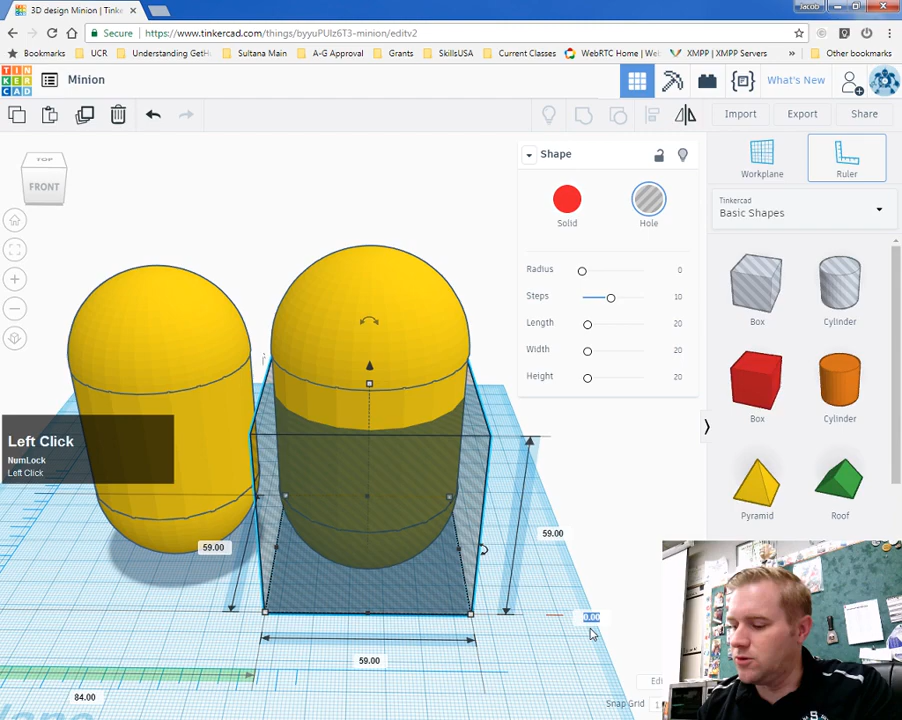 3D design Minion | Tinke
Jacob
Secure
https://www.tinkercad.com/things/byyuPUIz6T3-minion/editv2
Bookmarks
UCR
Understanding GetM
Sultana Main
A-G Approval
Grants
SkillsUSA
Current Classes
WebRTC Home | We
XMPP | XMPP Servers
Other bookmarks
TIN
KER
CAD
Minion
What's New
Import
Export
Share
TOP
FRONT
Shape
Solid
Hole
Radius 0
Steps 10
Length 20
Width 20
Height 20
Workplane
Ruler
Tinkercad
Basic Shapes
Box
Cylinder
Box
Cylinder
Pyramid
Roof
Left Click
NumLock
Left Click
59.00
59.00
0.00
59.00
84.00
Edi
Snap Grid 1